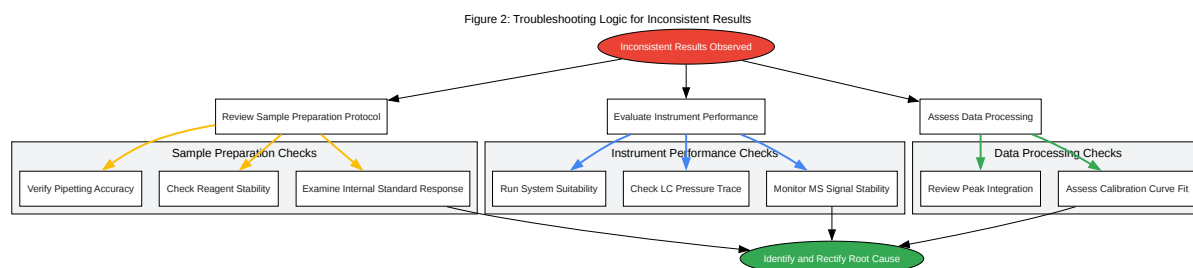 Figure 2: Troubleshooting Logic for Inconsistent Results
Inconsistent Results Observed
Review Sample Preparation Protocol
Evaluate Instrument Performance
Assess Data Processing
Sample Preparation Checks
Instrument Performance Checks
Data Processing Checks
Verify Pipetting Accuracy
Check Reagent Stability
Examine Internal Standard Response
Run System Suitability
Check LC Pressure Trace
Monitor MS Signal Stability
Review Peak Integration
Assess Calibration Curve Fit
Identify and Rectify Root Cause